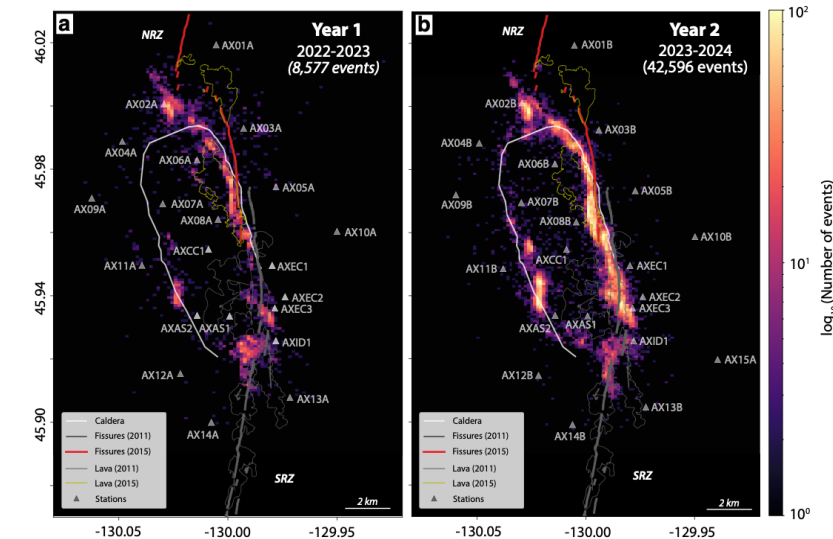 a
NRZ
Year 1
2022-2023
(8,577 events)
AX01A
AX02A
AX03A
AX04A
AX06A
AX05A
AX09A
AX07A
AX08A
AX10A
AXCC1
AX11A
AXEC1
AXEC2
AXEC3
AXAS2
AXAS1
AXID1
AX12A
AX13A
AX14A
SRZ
Caldera
Fissures (2011)
Fissures (2015)
Lava (2011)
Lava (2015)
Stations
2 km
46.02
45.98
45.94
45.90
-130.05
-130.00
-129.95
b
NRZ
Year 2
2023-2024
(42,596 events)
AX01B
AX02B
AX03B
AX04B
AX06B
AX05B
AX09B
AX07B
AX08B
AX10B
AXCC1
AX11B
AXEC1
AXEC2
AXEC3
AXAS2
AXAS1
AXID1
AX15A
AX12B
AX13B
AX14B
SRZ
Caldera
Fissures (2011)
Fissures (2015)
Lava (2011)
Lava (2015)
Stations
2 km
-130.05
-130.00
-129.95
10²
10¹
10⁰
log₁₀ (Number of events)